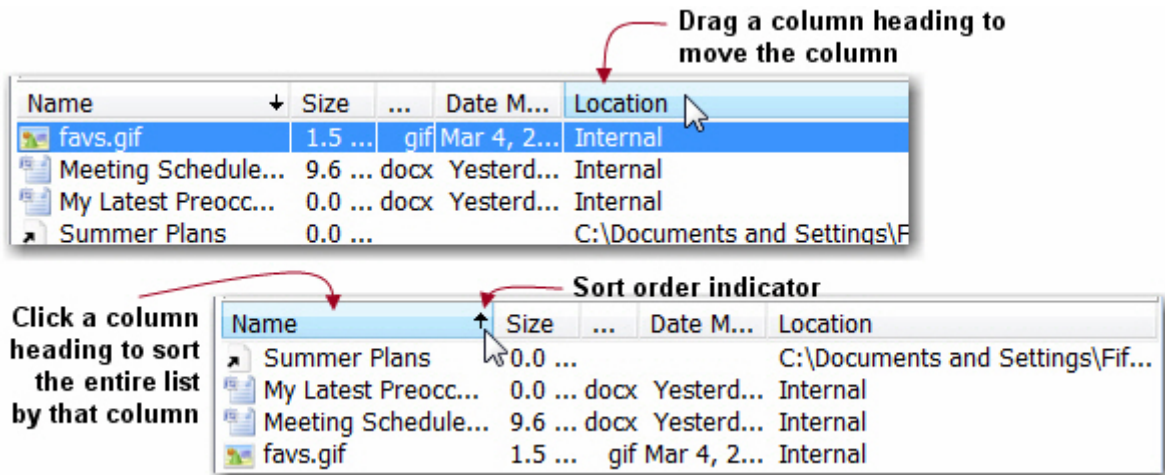 Drag a column heading to
move the column
Name Size ... Date M... Location
favs.gif 1.5 ... gif Mar 4, 2... Internal
Meeting Schedule... 9.6 ... docx Yesterd... Internal
My Latest Preocc... 0.0 ... docx Yesterd... Internal
Summer Plans 0.0 ... C:\Documents and Settings\F
Sort order indicator
Click a column
heading to sort
the entire list
by that column
Name Size ... Date M... Location
Summer Plans 0.0 ... C:\Documents and Settings\Fif...
My Latest Preocc... 0.0 ... docx Yesterd... Internal
Meeting Schedule... 9.6 ... docx Yesterd... Internal
favs.gif 1.5 ... gif Mar 4, 2... Internal